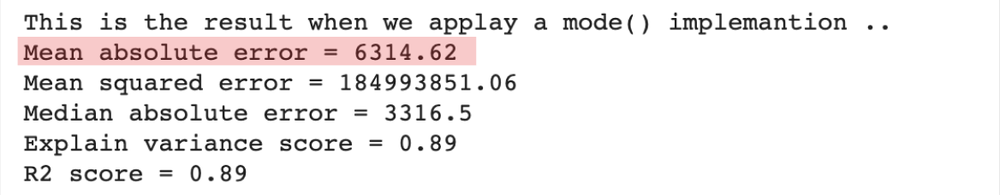 This is the result when we applay a mode() implemantion ..
Mean absolute error = 6314.62
Mean squared error = 184993851.06
Median absolute error = 3316.5
Explain variance score = 0.89
R2 score = 0.89